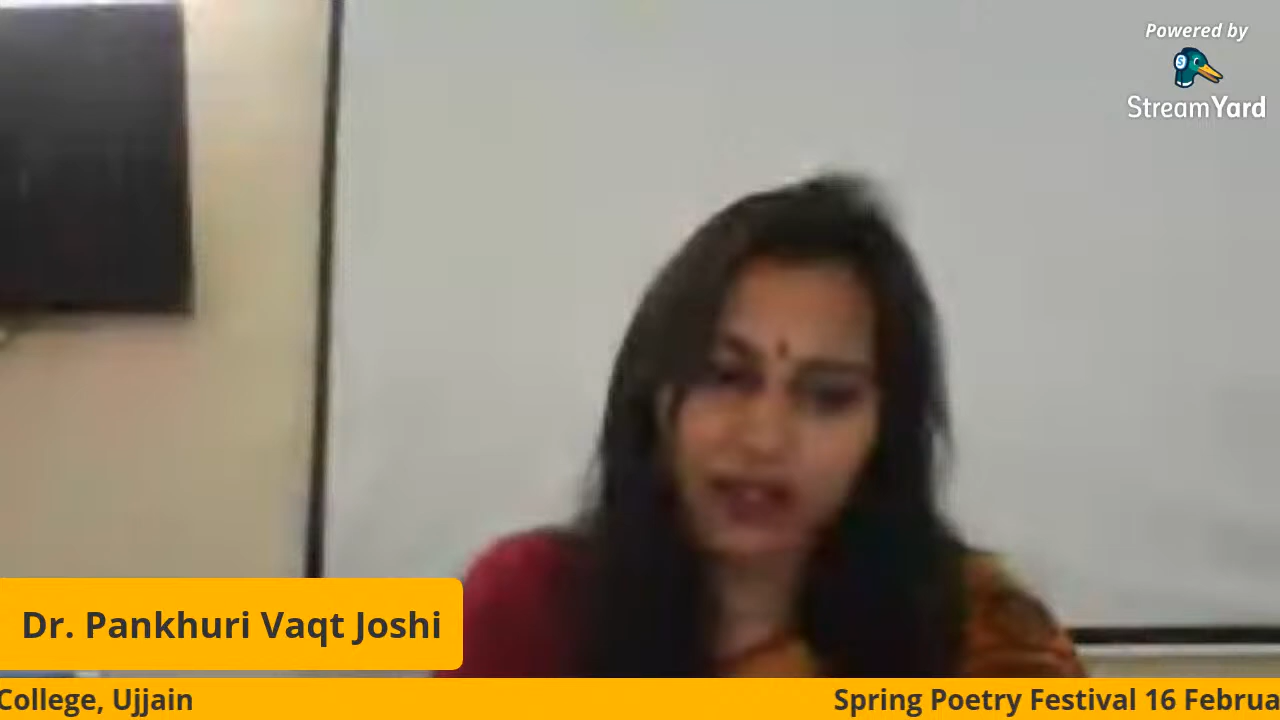 Powered by
StreamYard
Dr. Pankhuri Vaqt Joshi
College, Ujjain
Spring Poetry Festival 16 Februa